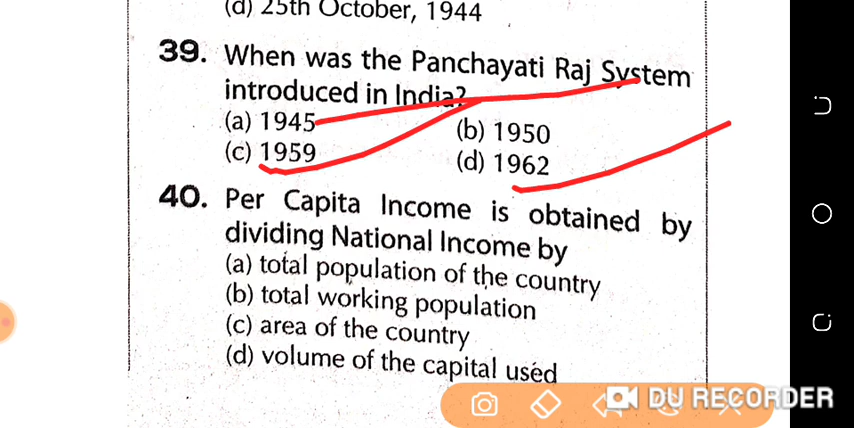 (d) 25th October, 1944
39. When was the Panchayati Raj System
introduced in India?
(a) 1945
(b) 1950
(c) 1959
(d) 1962
40. Per Capita Income is obtained by
dividing National Income by
(a) total population of the country
(b) total working population
(c) area of the country
(d) volume of the capital used
DU RECORDER